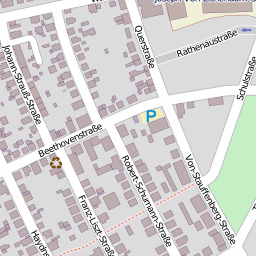 Querstraße
Rathenaustraße
Schulstraße
Johann-Strauß-Straße
Beethovenstraße
P
Robert-Schumann-Straße
Von-Stauffenberg-Straße
Franz-Liszt-Straße